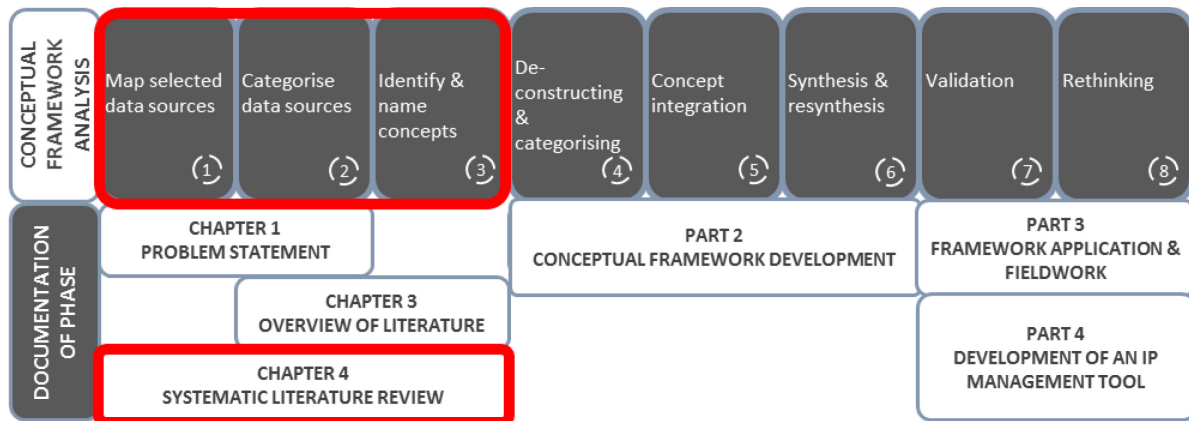 CONCEPTUAL
FRAMEWORK
ANALYSIS
Map selected
data sources
1
Categorise
data sources
2
Identify &
name
concepts
3
De-
constructing
&
categorising
4
Concept
integration
5
Synthesis &
resynthesis
6
Validation
7
Rethinking
8
DOCUMENTATION
OF PHASE
CHAPTER 1
PROBLEM STATEMENT
CHAPTER 3
OVERVIEW OF LITERATURE
CHAPTER 4
SYSTEMATIC LITERATURE REVIEW
PART 2
CONCEPTUAL FRAMEWORK DEVELOPMENT
PART 3
FRAMEWORK APPLICATION &
FIELDWORK
PART 4
DEVELOPMENT OF AN IP
MANAGEMENT TOOL